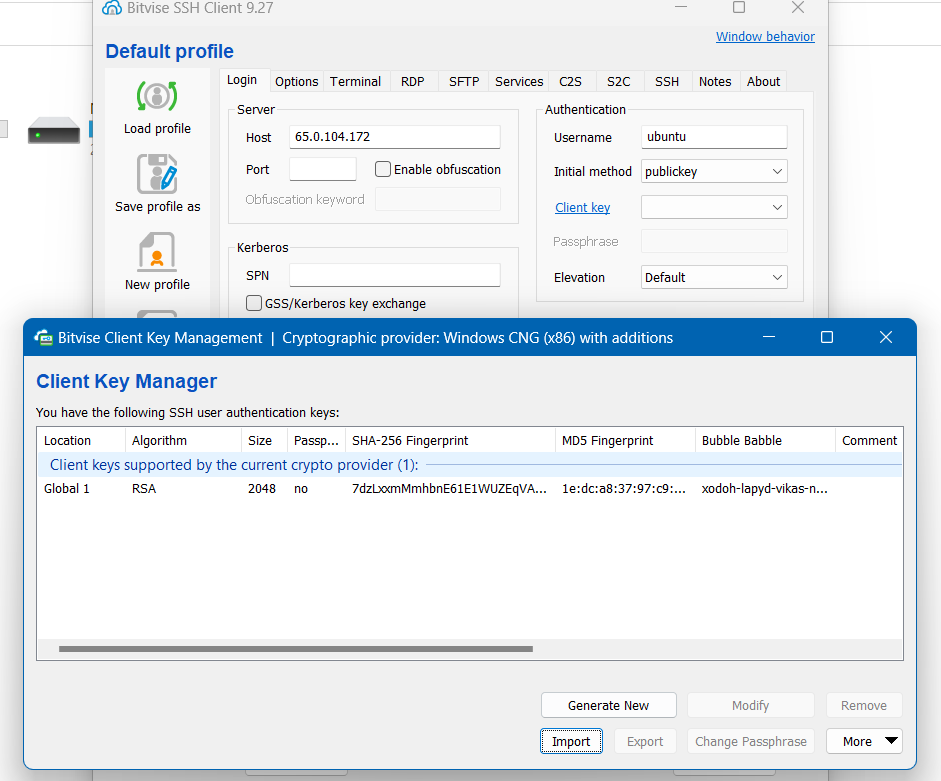 Bitvise SSH Client 9.27
Window behavior
Default profile
Load profile
Save profile as
New profile
Login Options Terminal RDP SFTP Services C2S S2C SSH Notes About
Server
Host 65.0.104.172
Port Enable obfuscation
Obfuscation keyword
Kerberos
SPN
GSS/Kerberos key exchange
Authentication
Username ubuntu
Initial method publickey
Client key
Passphrase
Elevation Default
Bitvise Client Key Management | Cryptographic provider: Windows CNG (x86) with additions
Client Key Manager
You have the following SSH user authentication keys:
Location Algorithm Size Passp... SHA-256 Fingerprint MD5 Fingerprint Bubble Babble Comment
Client keys supported by the current crypto provider (1):
Global 1 RSA 2048 no 7dzLxxmMmhbnE61E1WUZEqVA... 1e:dc:a8:37:97:c9:... xodoh-lapyd-vikas-n...
Generate New Modify Remove
Import Export Change Passphrase More